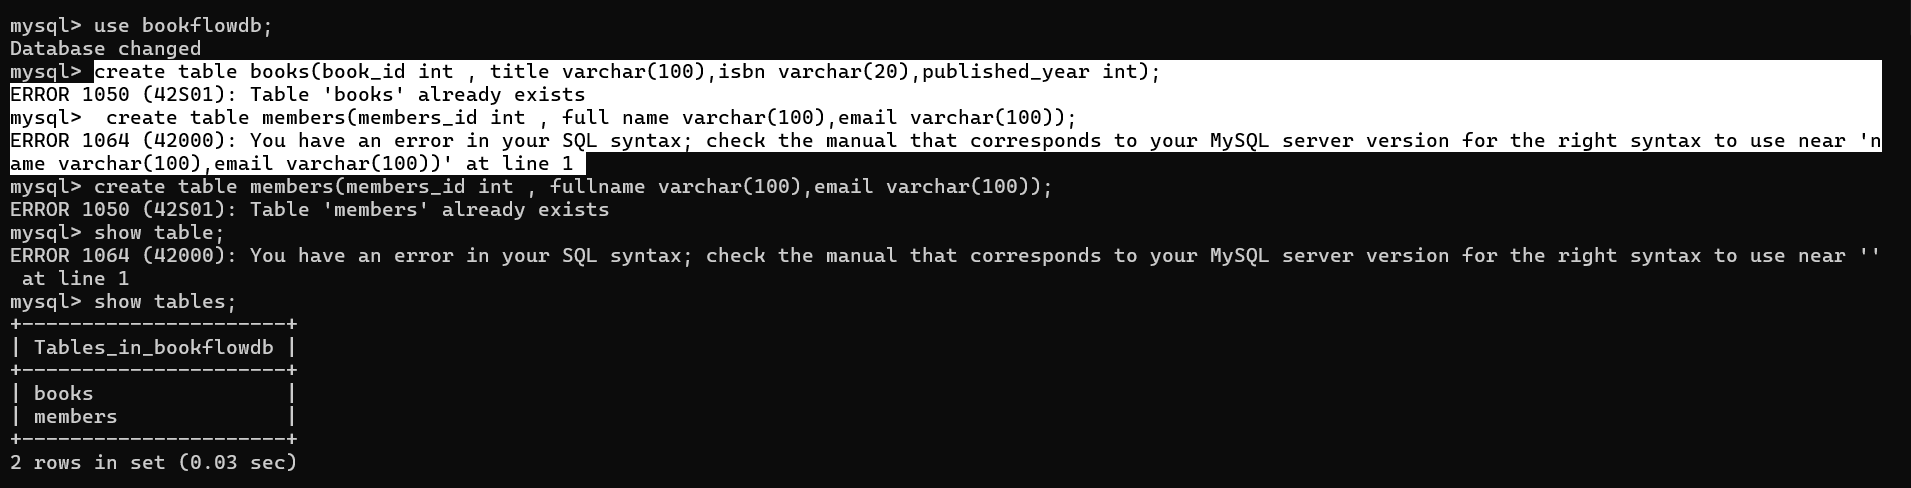 mysql> use bookflowdb;
Database changed
mysql> create table books(book_id int , title varchar(100),isbn varchar(20),published_year int);
ERROR 1050 (42S01): Table 'books' already exists
mysql>  create table members(members_id int , full name varchar(100),email varchar(100));
ERROR 1064 (42000): You have an error in your SQL syntax; check the manual that corresponds to your MySQL server version for the right syntax to use near 'n
ame varchar(100),email varchar(100))' at line 1
mysql> create table members(members_id int , fullname varchar(100),email varchar(100));
ERROR 1050 (42S01): Table 'members' already exists
mysql> show table;
ERROR 1064 (42000): You have an error in your SQL syntax; check the manual that corresponds to your MySQL server version for the right syntax to use near ''
 at line 1
mysql> show tables;
+----------------------+
| Tables_in_bookflowdb |
+----------------------+
| books                |
| members              |
+----------------------+
2 rows in set (0.03 sec)